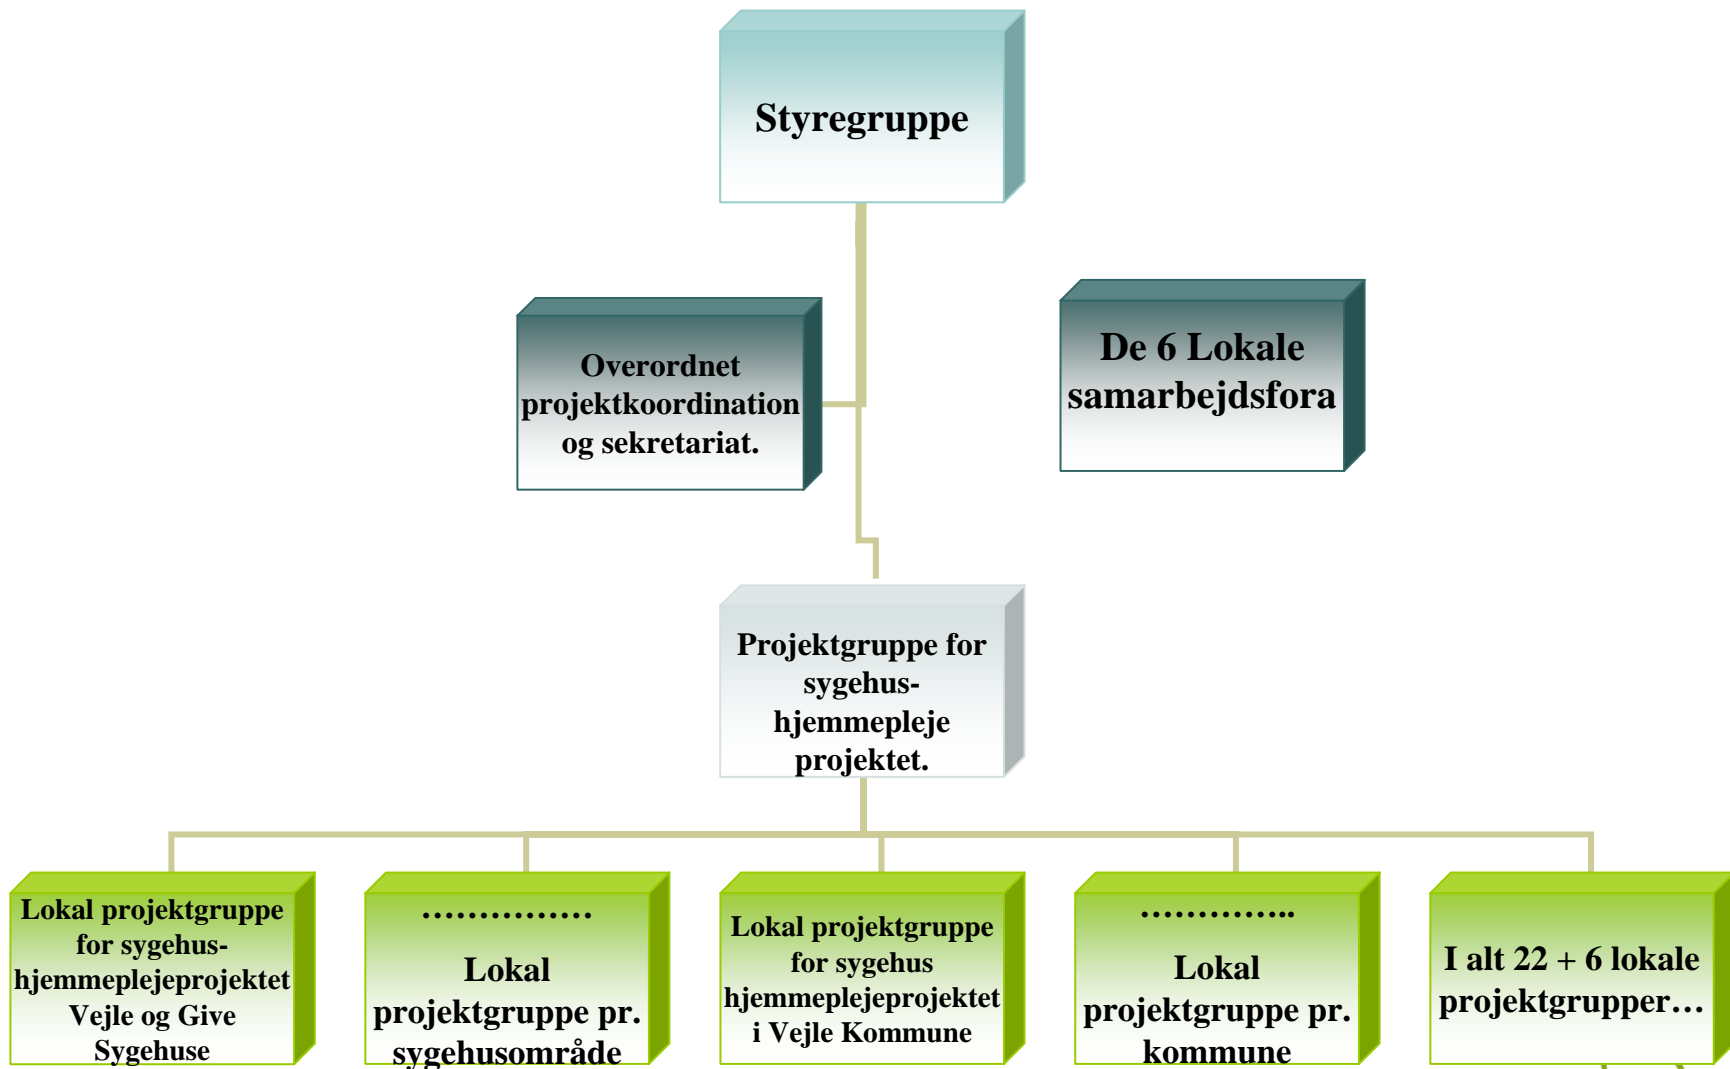 Styregruppe
Overordnet
projektkoordination
og sekretariat.
De 6 Lokale
samarbejdsfora
Projektgruppe for
sygehus-
hjemmepleje
projektet.
Lokal projektgruppe
for sygehus-
hjemmeplejeprojektet
Vejle og Give
Sygehuse
……………
Lokal
projektgruppe pr.
sygehusområde
Lokal projektgruppe
for sygehus
hjemmeplejeprojektet
i Vejle Kommune
…………..
Lokal
projektgruppe pr.
kommune
I alt 22 + 6 lokale
projektgrupper…